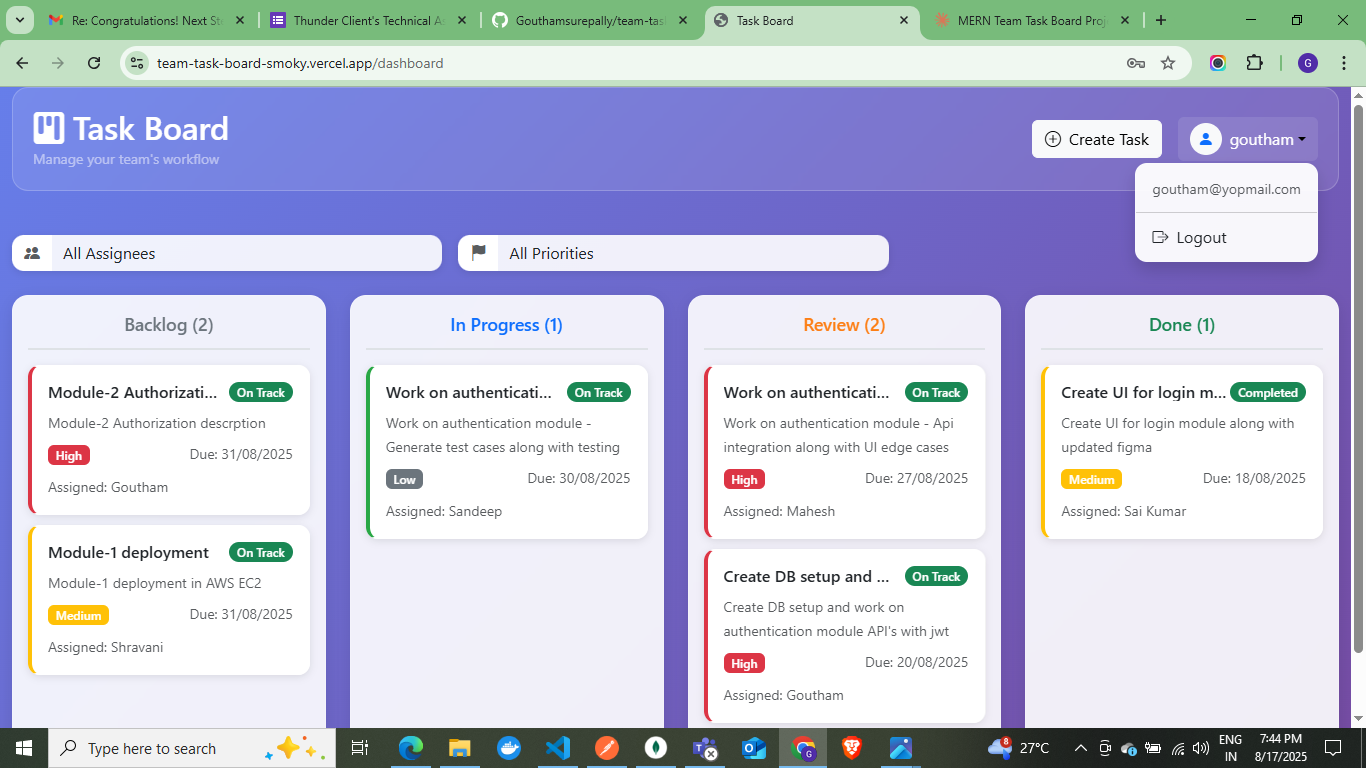 Re: Congratulations! Next St
Thunder Client's Technical As
Gouthamsurepally/team-tas
Task Board
MERN Team Task Board Proj
team-task-board-smoky.vercel.app/dashboard
G
Task Board
Manage your team's workflow
Create Task
goutham
goutham@yopmail.com
Logout
All Assignees
All Priorities
Backlog (2)
Module-2 Authorizati...
On Track
Module-2 Authorization descrption
High
Due: 31/08/2025
Assigned: Goutham
Module-1 deployment
On Track
Module-1 deployment in AWS EC2
Medium
Due: 31/08/2025
Assigned: Shravani
In Progress (1)
Work on authenticati...
On Track
Work on authentication module -
Generate test cases along with testing
Low
Due: 30/08/2025
Assigned: Sandeep
Review (2)
Work on authenticati...
On Track
Work on authentication module - Api
integration along with UI edge cases
High
Due: 27/08/2025
Assigned: Mahesh
Create DB setup and ...
On Track
Create DB setup and work on
authentication module API's with jwt
High
Due: 20/08/2025
Assigned: Goutham
Done (1)
Create UI for login m...
Completed
Create UI for login module along with
updated figma
Medium
Due: 18/08/2025
Assigned: Sai Kumar
Type here to search
8
27°C
ENG
IN
7:44 PM
8/17/2025